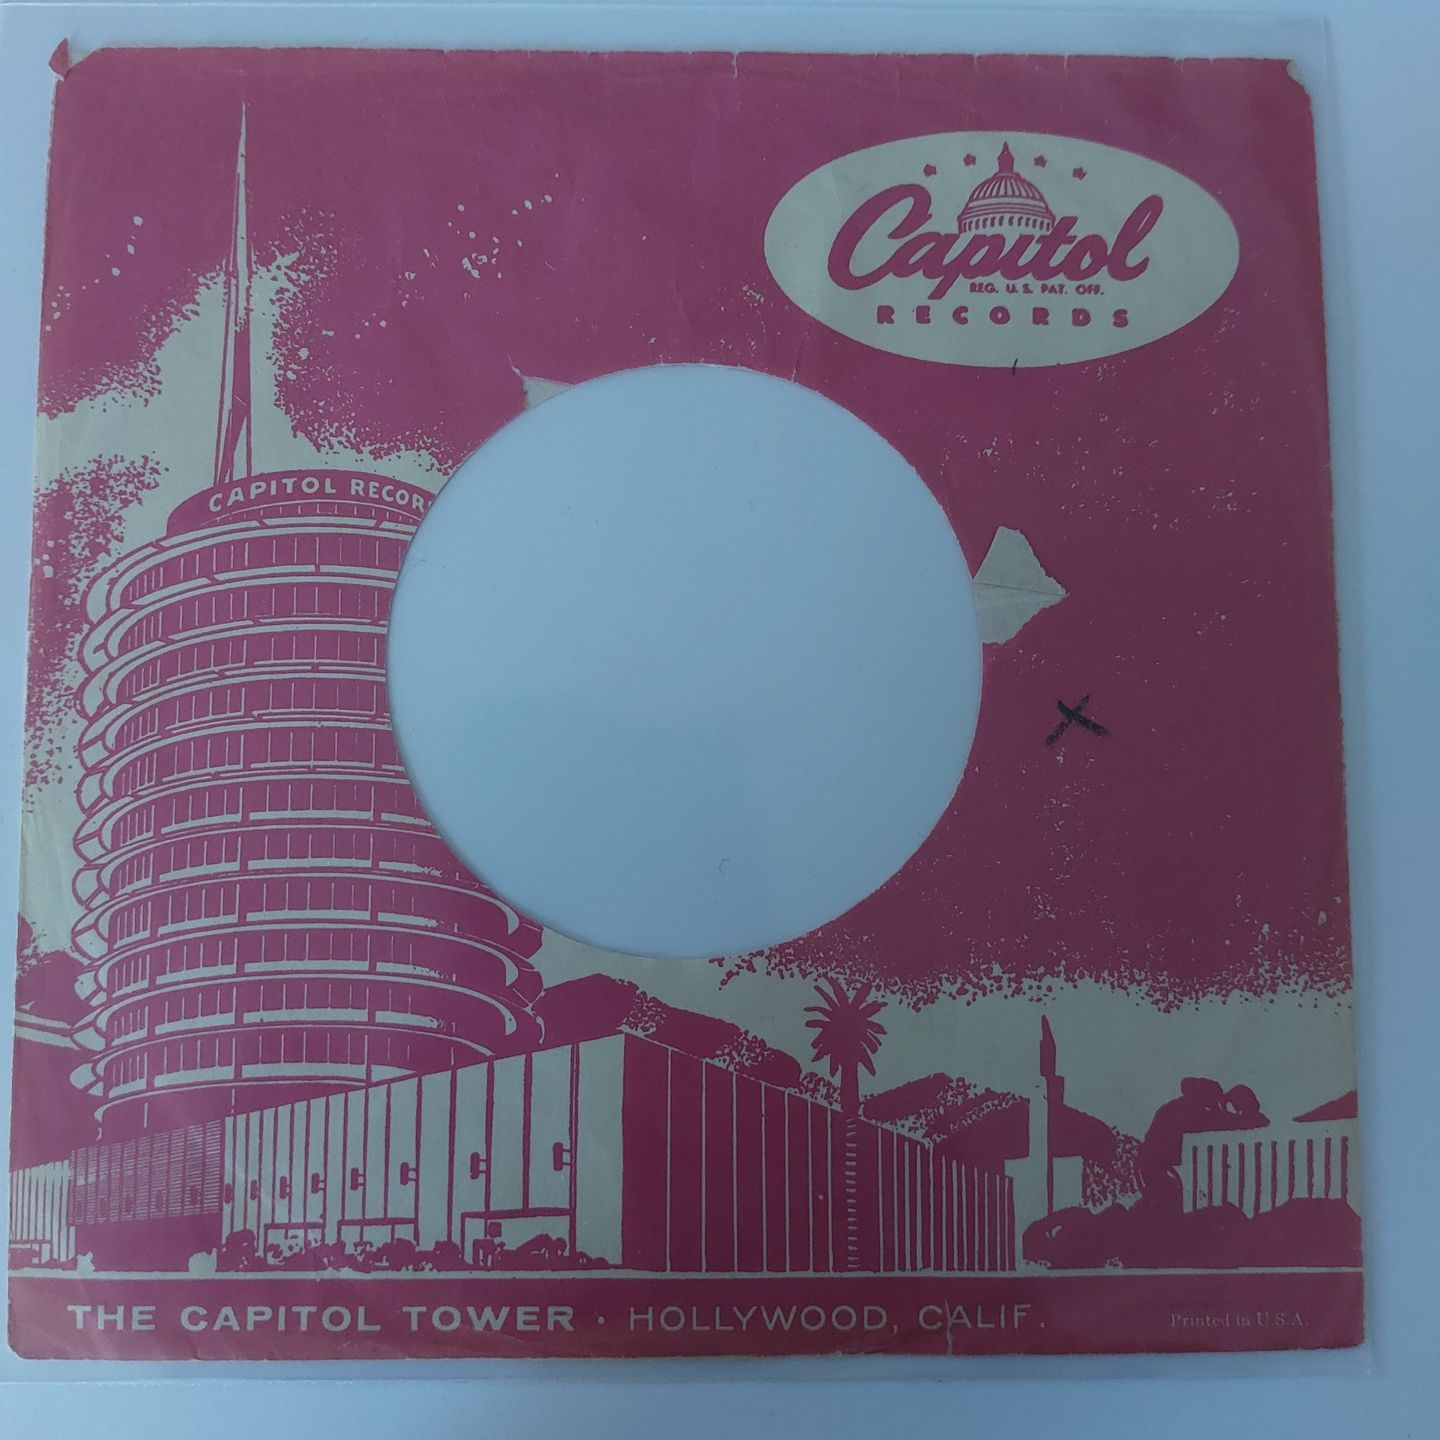 Capitol
REG. U.S. PAT. OFF.
RECORDS
CAPITOL RECOR
THE CAPITOL TOWER · HOLLYWOOD, CALIF.
Printed in U.S.A.